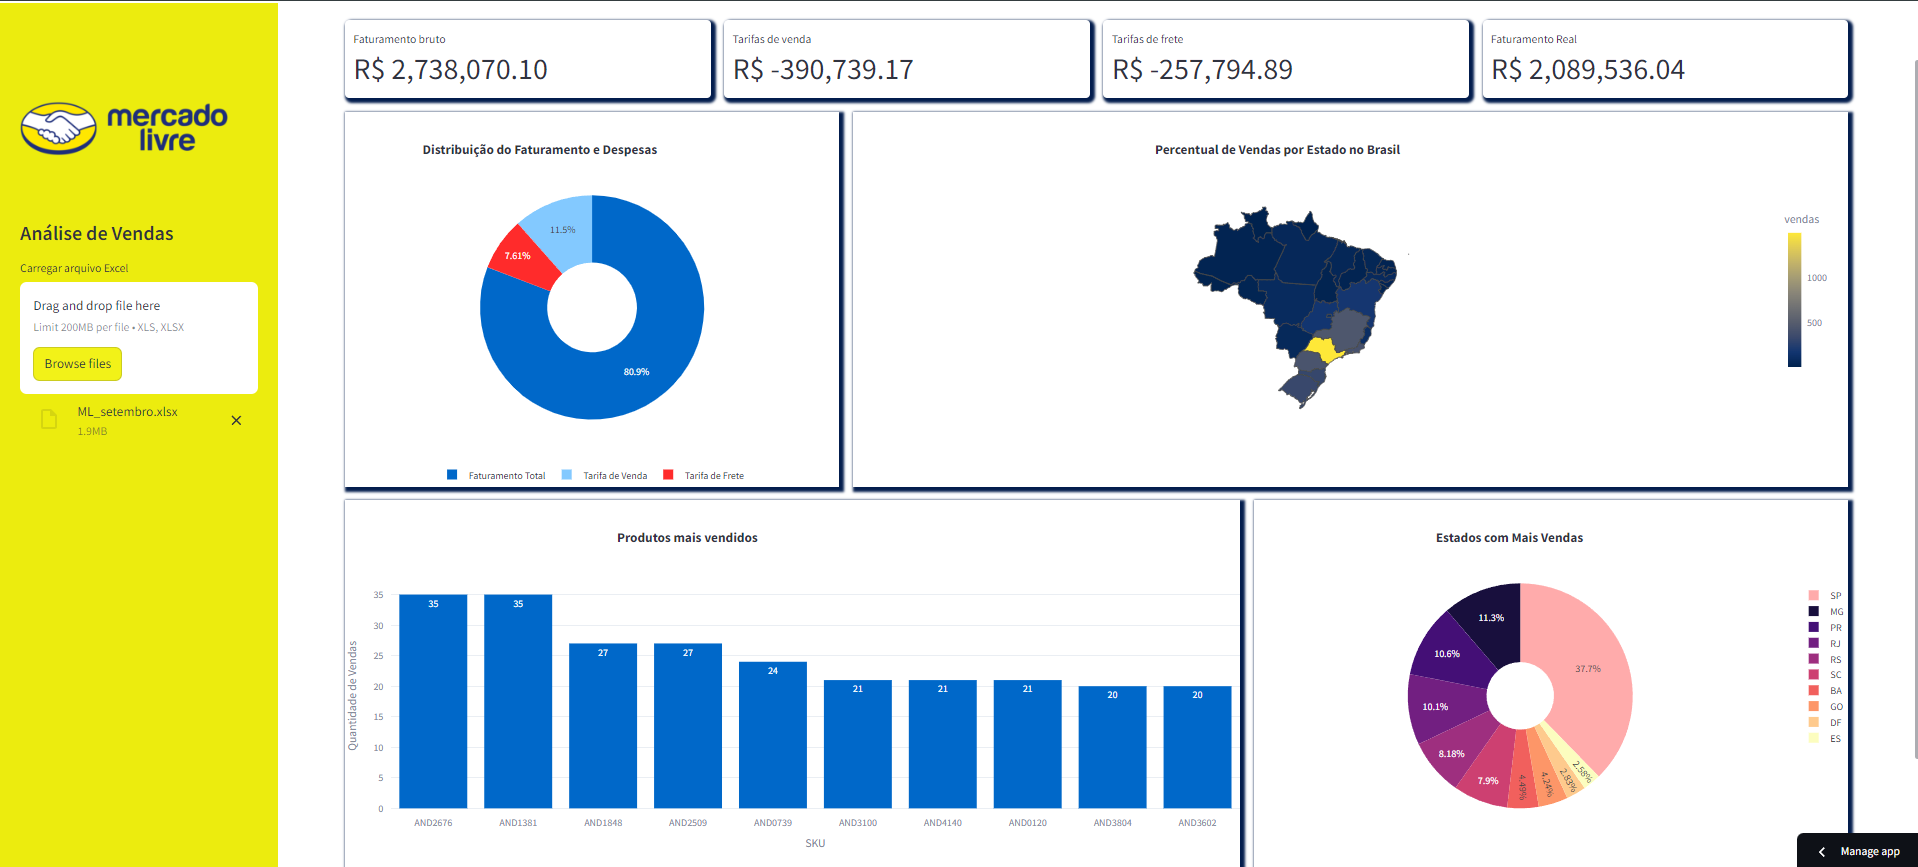 mercado
livre
Análise de Vendas
Carregar arquivo Excel
Drag and drop file here
Limit 200MB per file • XLS, XLSX
Browse files
ML_setembro.xlsx
1.9MB
Faturamento bruto
R$ 2,738,070.10
Tarifas de venda
R$ -390,739.17
Tarifas de frete
R$ -257,794.89
Faturamento Real
R$ 2,089,536.04
Distribuição do Faturamento e Despesas
11.5%
7.61%
80.9%
Faturamento Total
Tarifa de Venda
Tarifa de Frete
Percentual de Vendas por Estado no Brasil
vendas
1000
500
Produtos mais vendidos
Quantidade de Vendas
35
30
25
20
15
10
5
0
35
35
27
27
24
21
21
21
20
20
AND2676
AND1381
AND1848
AND2509
AND0739
AND3100
AND4140
AND0120
AND3804
AND3602
SKU
Estados com Mais Vendas
11.3%
37.7%
10.6%
10.1%
8.18%
7.9%
4.49%
4.24%
2.83%
2.58%
SP
MG
PR
RJ
RS
SC
BA
GO
DF
ES
Manage app